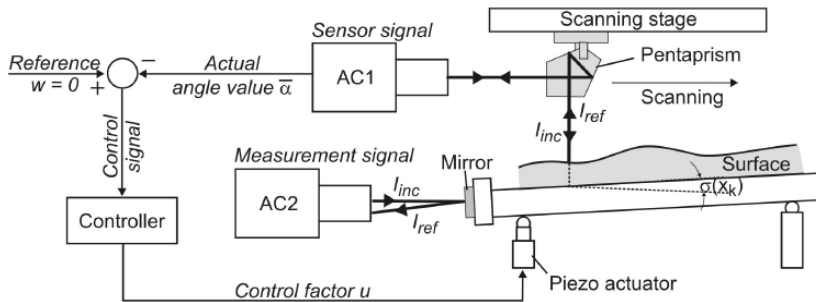 Scanning stage
Sensor signal
Pentaprism
Reference
w = 0 +
−
Actual
angle value α̅
AC1
Scanning
I_ref
I_inc
Control
signal
Measurement signal
Mirror
Surface
σ(x_k)
AC2
I_inc
I_ref
Controller
Piezo actuator
Control factor u